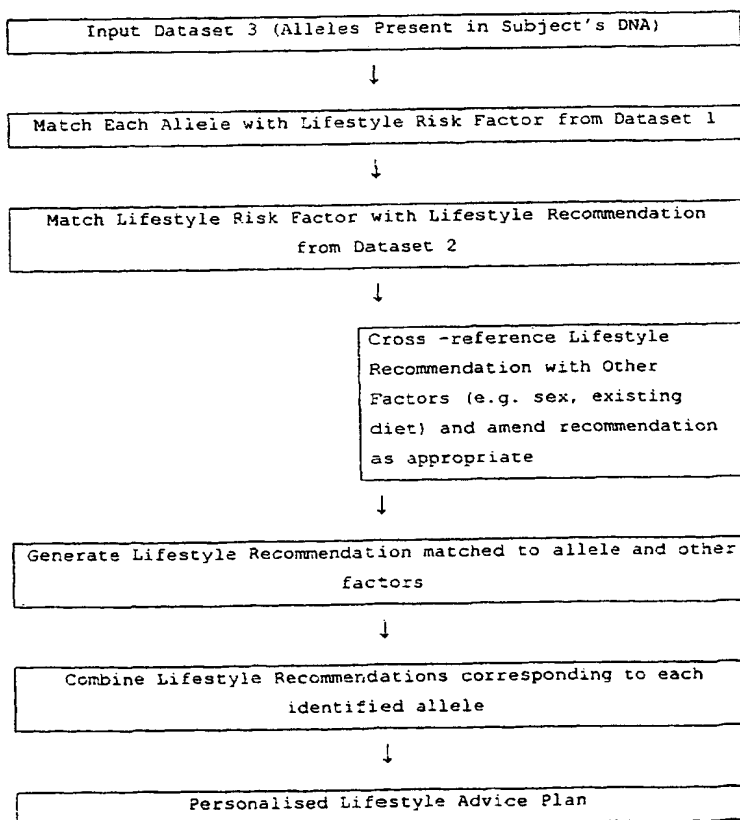 Input Dataset 3 (Alleles Present in Subject's DNA)
↓
Match Each Allele with Lifestyle Risk Factor from Dataset 1
↓
Match Lifestyle Risk Factor with Lifestyle Recommendation
from Dataset 2
↓
Cross -reference Lifestyle
Recommendation with Other
Factors (e.g. sex, existing
diet) and amend recommendation
as appropriate
↓
Generate Lifestyle Recommendation matched to allele and other
factors
↓
Combine Lifestyle Recommendations corresponding to each
identified allele
↓
Personalised Lifestyle Advice Plan